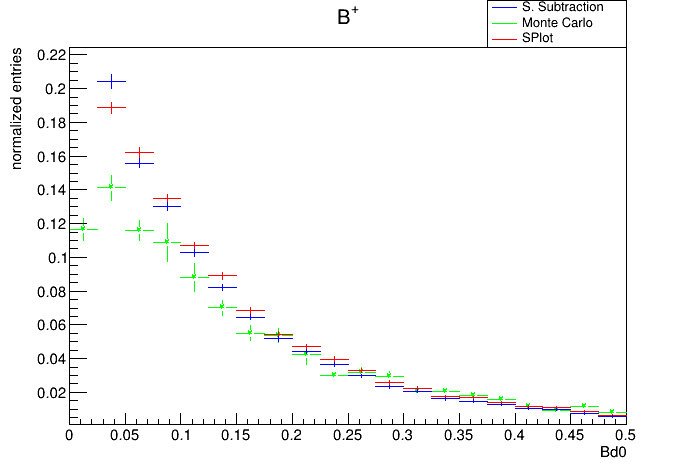 B+
S. Subtraction
Monte Carlo
SPlot
normalized entries
0.22
0.2
0.18
0.16
0.14
0.12
0.1
0.08
0.06
0.04
0.02
0 0.05 0.1 0.15 0.2 0.25 0.3 0.35 0.4 0.45 0.5
Bd0